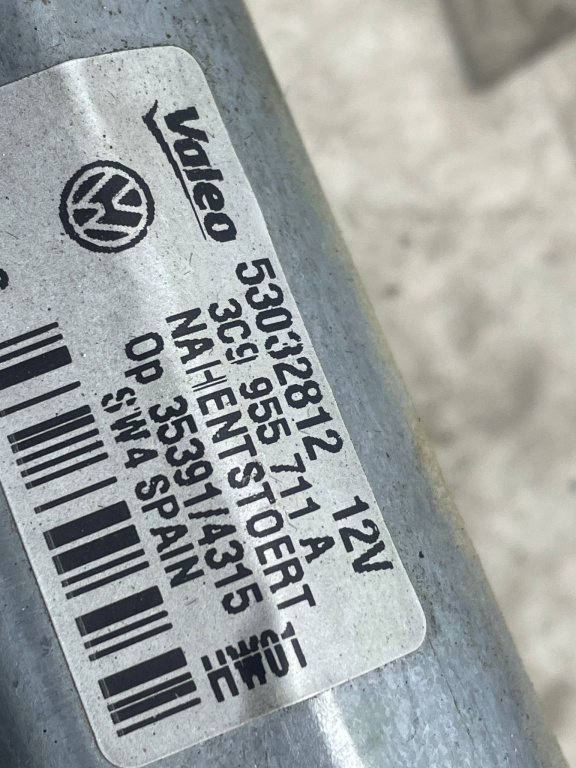 Valeo
53032812 12V
3C9 955 711 A
NAHENTSTOERT
Op 35391/4315
SW4 SPAIN